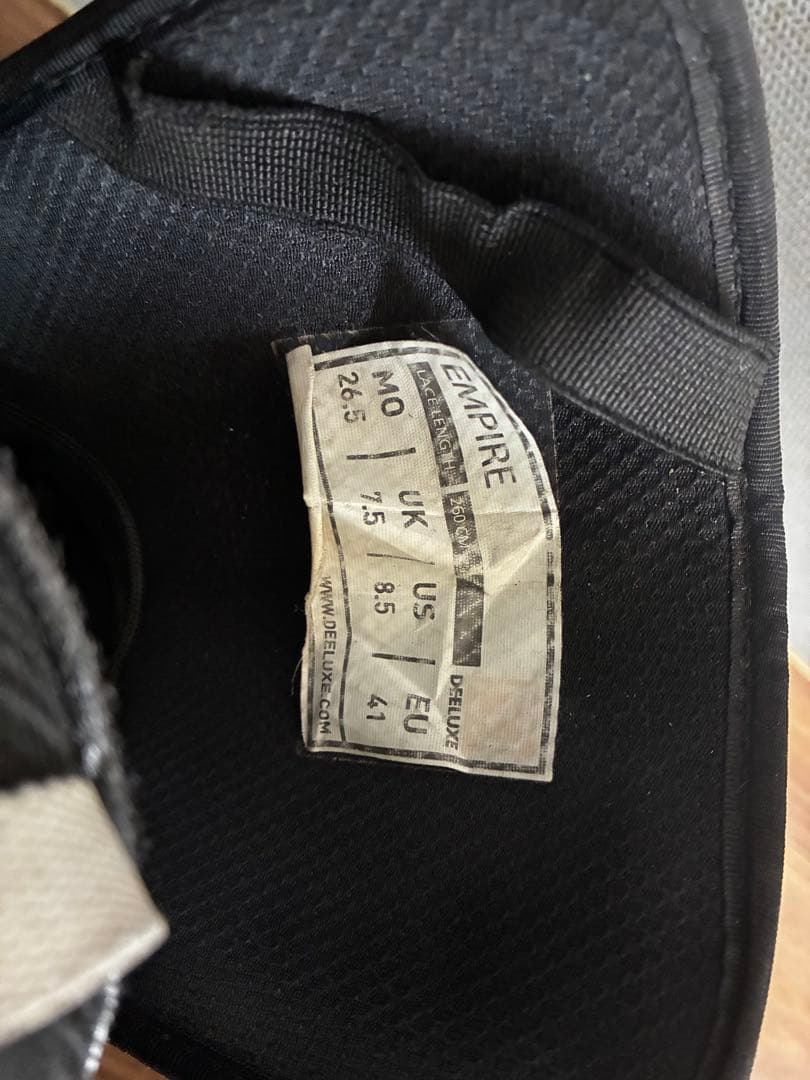 EMPIRE
LACE LENGTH 260 CM
DEELUXE
MO / UK / US / EU
26.5 / 7.5 / 8.5 / 41
WWW.DEELUXE.COM